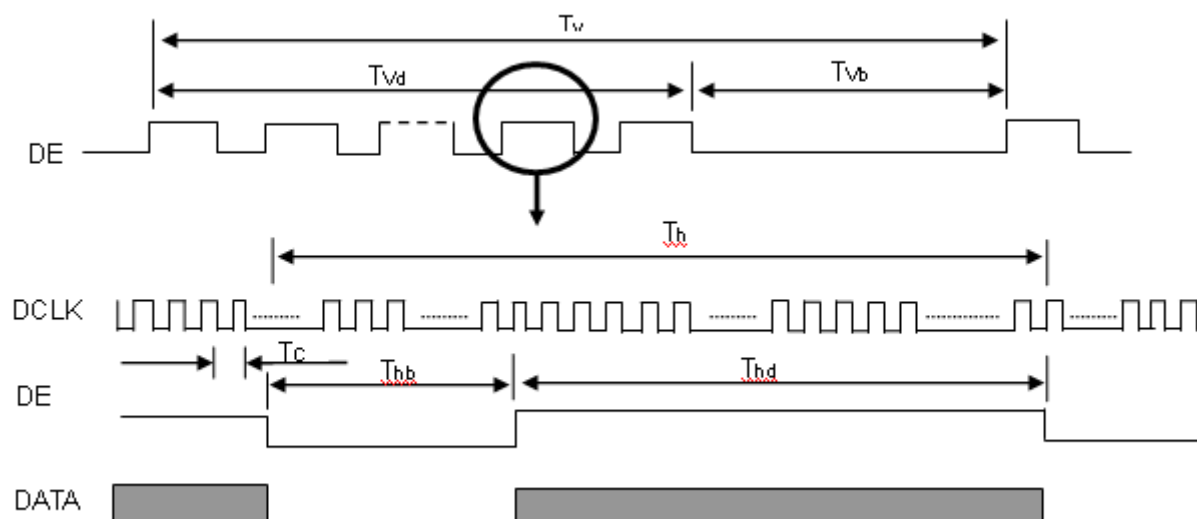 Tv
Tvd
Tvb
DE
Th
DCLK
Tc
Thb
Thd
DE
DATA